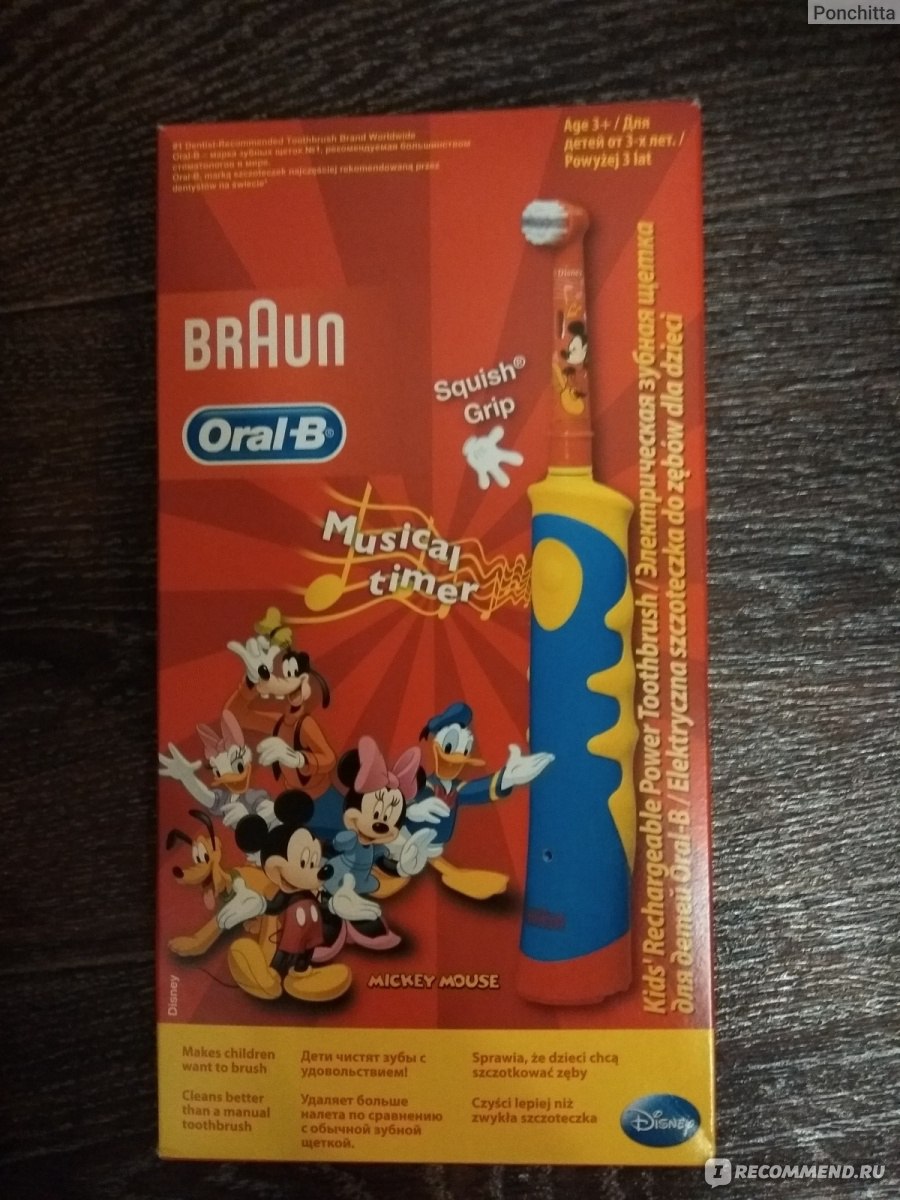 Ponchitta
#1 Dentist-Recommended Toothbrush Brand Worldwide
Oral-B – марка зубных щеток №1, рекомендуемая большинством
стоматологов в мире.
Oral-B, marką szczoteczek najczęściej rekomendowaną przez
dentystów na świecie
Age 3+ / Для
детей от 3-х лет. /
Powyżej 3 lat
BRAUN
Oral-B®
Squish®
Grip
Disney
Musical
timer
Kids' Rechargeable Power Toothbrush / Электрическая зубная щетка
для детей Oral-B / Elektryczna szczoteczka do zębów dla dzieci
MICKEY MOUSE
Disney
Makes children
want to brush
Cleans better
than a manual
toothbrush
Дети чистят зубы с
удовольствием!
Удаляет больше
налета по сравнению
с обычной зубной
щеткой.
Sprawia, że dzieci chcą
szczotkować zęby
Czyści lepiej niż
zwykła szczoteczka
Disney
IRECOMMEND.RU